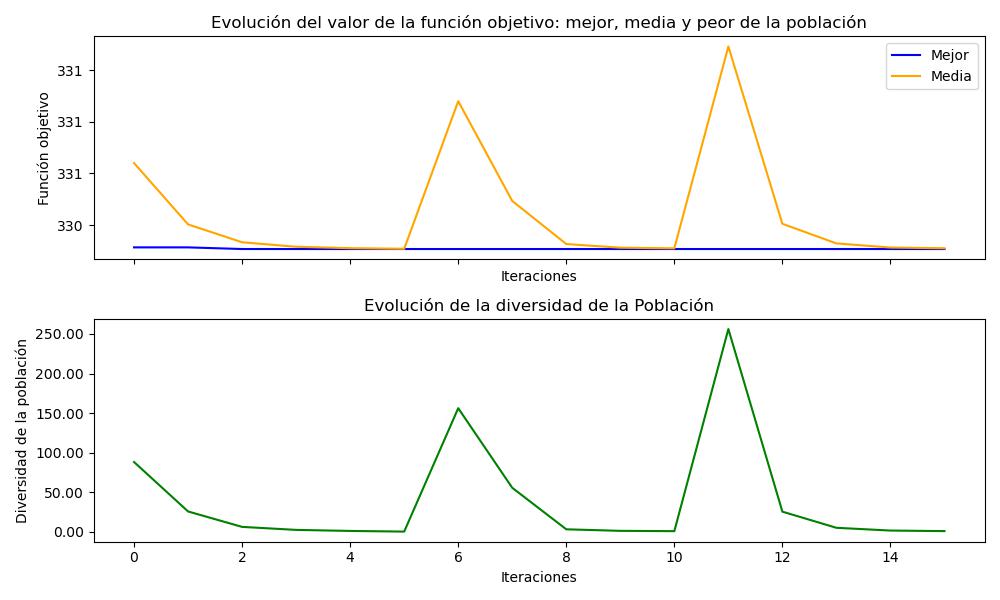 Evolución del valor de la función objetivo: mejor, media y peor de la población
Función objetivo
331
331
331
330
Mejor
Media
Iteraciones
Evolución de la diversidad de la Población
Diversidad de la población
250.00
200.00
150.00
100.00
50.00
0.00
0 2 4 6 8 10 12 14
Iteraciones